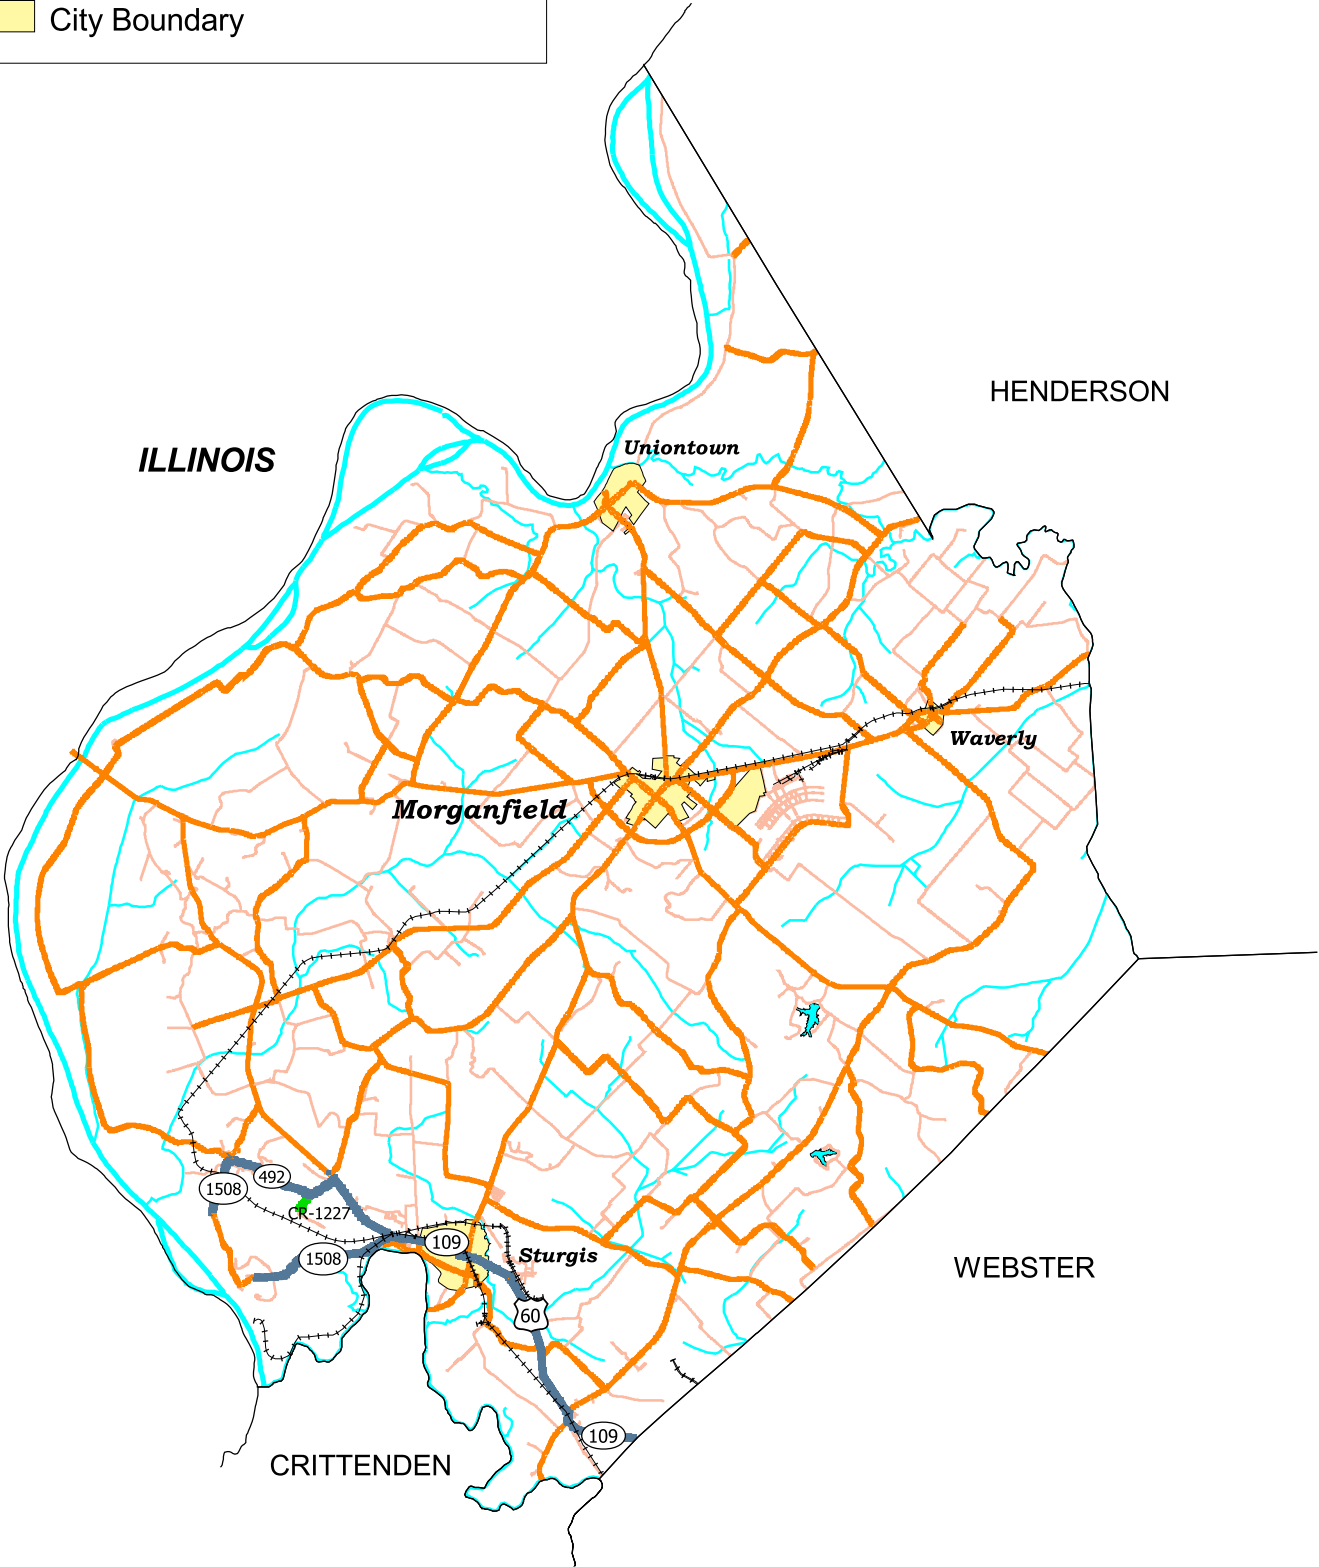 City Boundary
HENDERSON
Uniontown
ILLINOIS
Waverly
Morganfield
492
1508
CR-1227
109
Sturgis
1508
WEBSTER
60
109
CRITTENDEN